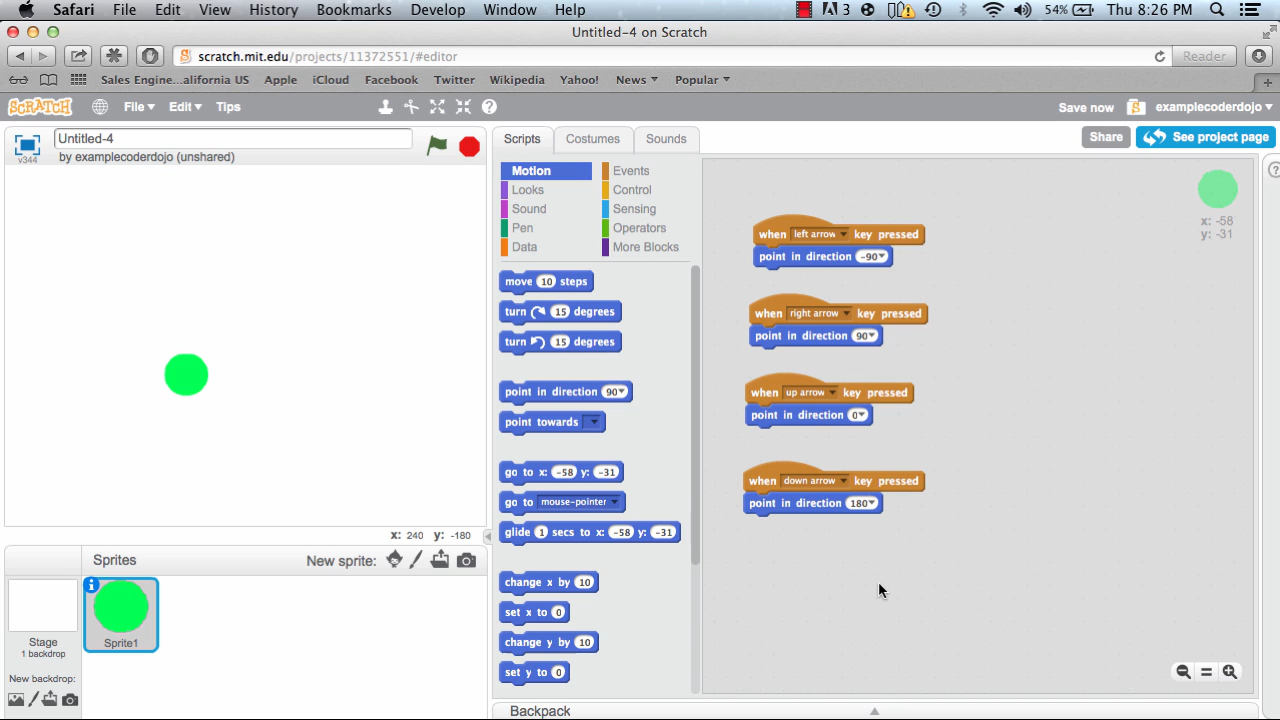 Safari File Edit View History Bookmarks Develop Window Help 3 54% Thu 8:26 PM
Untitled-4 on Scratch
scratch.mit.edu/projects/11372551/#editor Reader
Sales Engine...alifornia US Apple iCloud Facebook Twitter Wikipedia Yahoo! News Popular
SCRATCH File Edit Tips Save now examplecoderdojo
Untitled-4
by examplecoderdojo (unshared)
v344
Scripts Costumes Sounds Share See project page
Motion Events
Looks Control
Sound Sensing
Pen Operators
Data More Blocks
move 10 steps
turn 15 degrees
turn 15 degrees
point in direction 90
point towards
go to x: -58 y: -31
go to mouse-pointer
glide 1 secs to x: -58 y: -31
change x by 10
set x to 0
change y by 10
set y to 0
when left arrow key pressed
point in direction -90
when right arrow key pressed
point in direction 90
when up arrow key pressed
point in direction 0
when down arrow key pressed
point in direction 180
x: -58
y: -31
x: 240 y: -180
Sprites New sprite:
Stage
1 backdrop
Sprite1
New backdrop:
Backpack